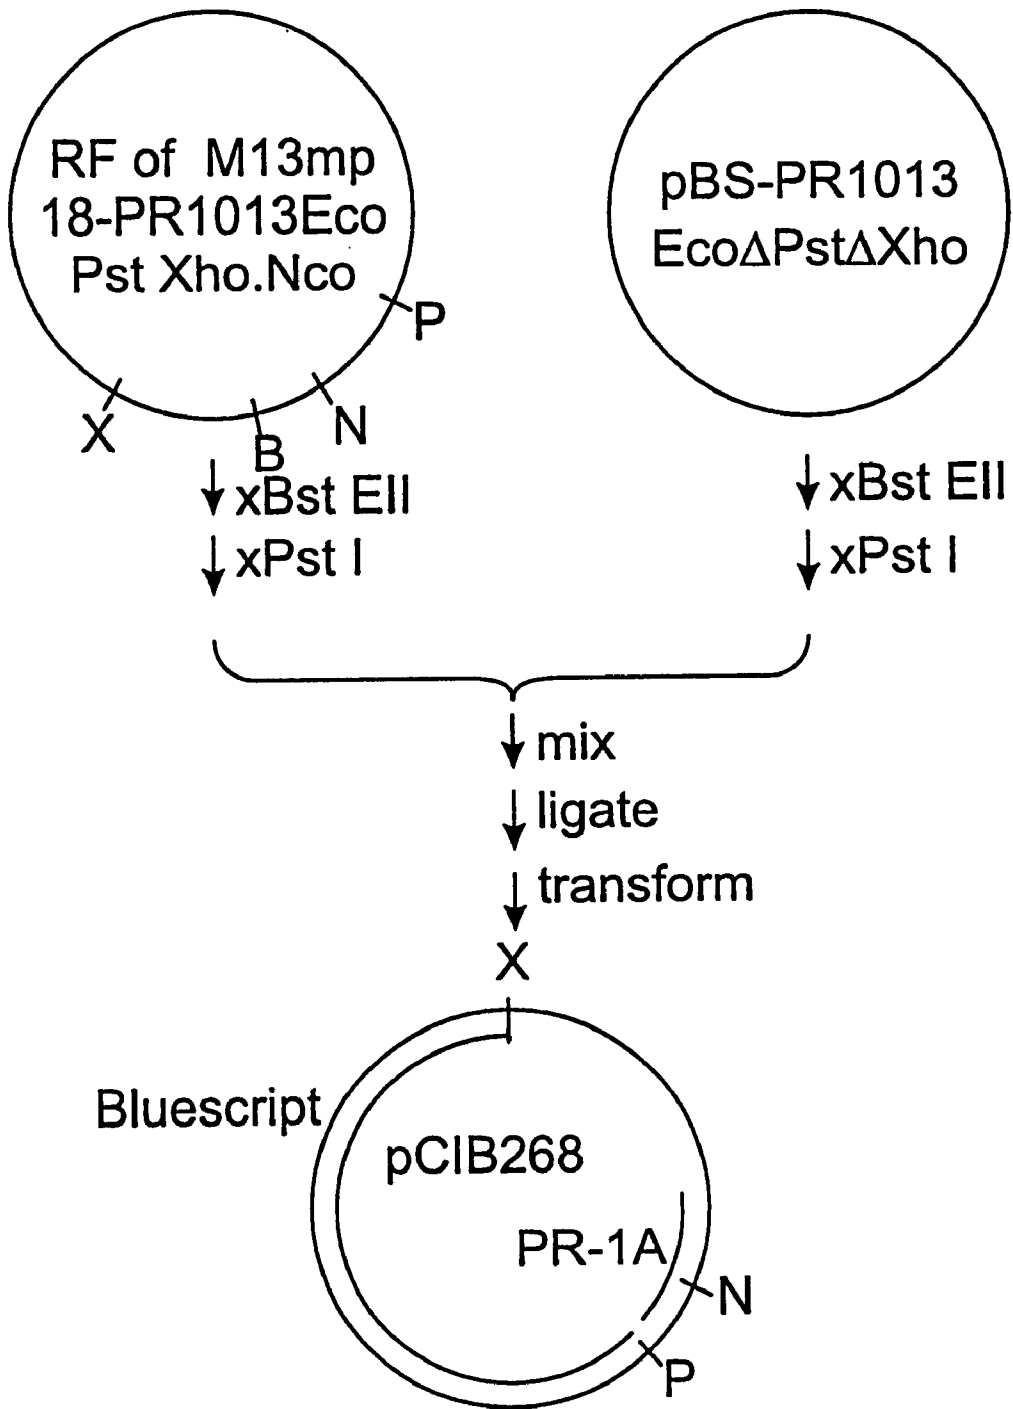 RF of M13mp
18-PR1013Eco
Pst Xho.Nco
P
N
B
X
xBst EII
xPst I
pBS-PR1013
EcoΔPstΔXho
xBst EII
xPst I
mix
ligate
transform
X
Bluescript
pCIB268
PR-1A
N
P